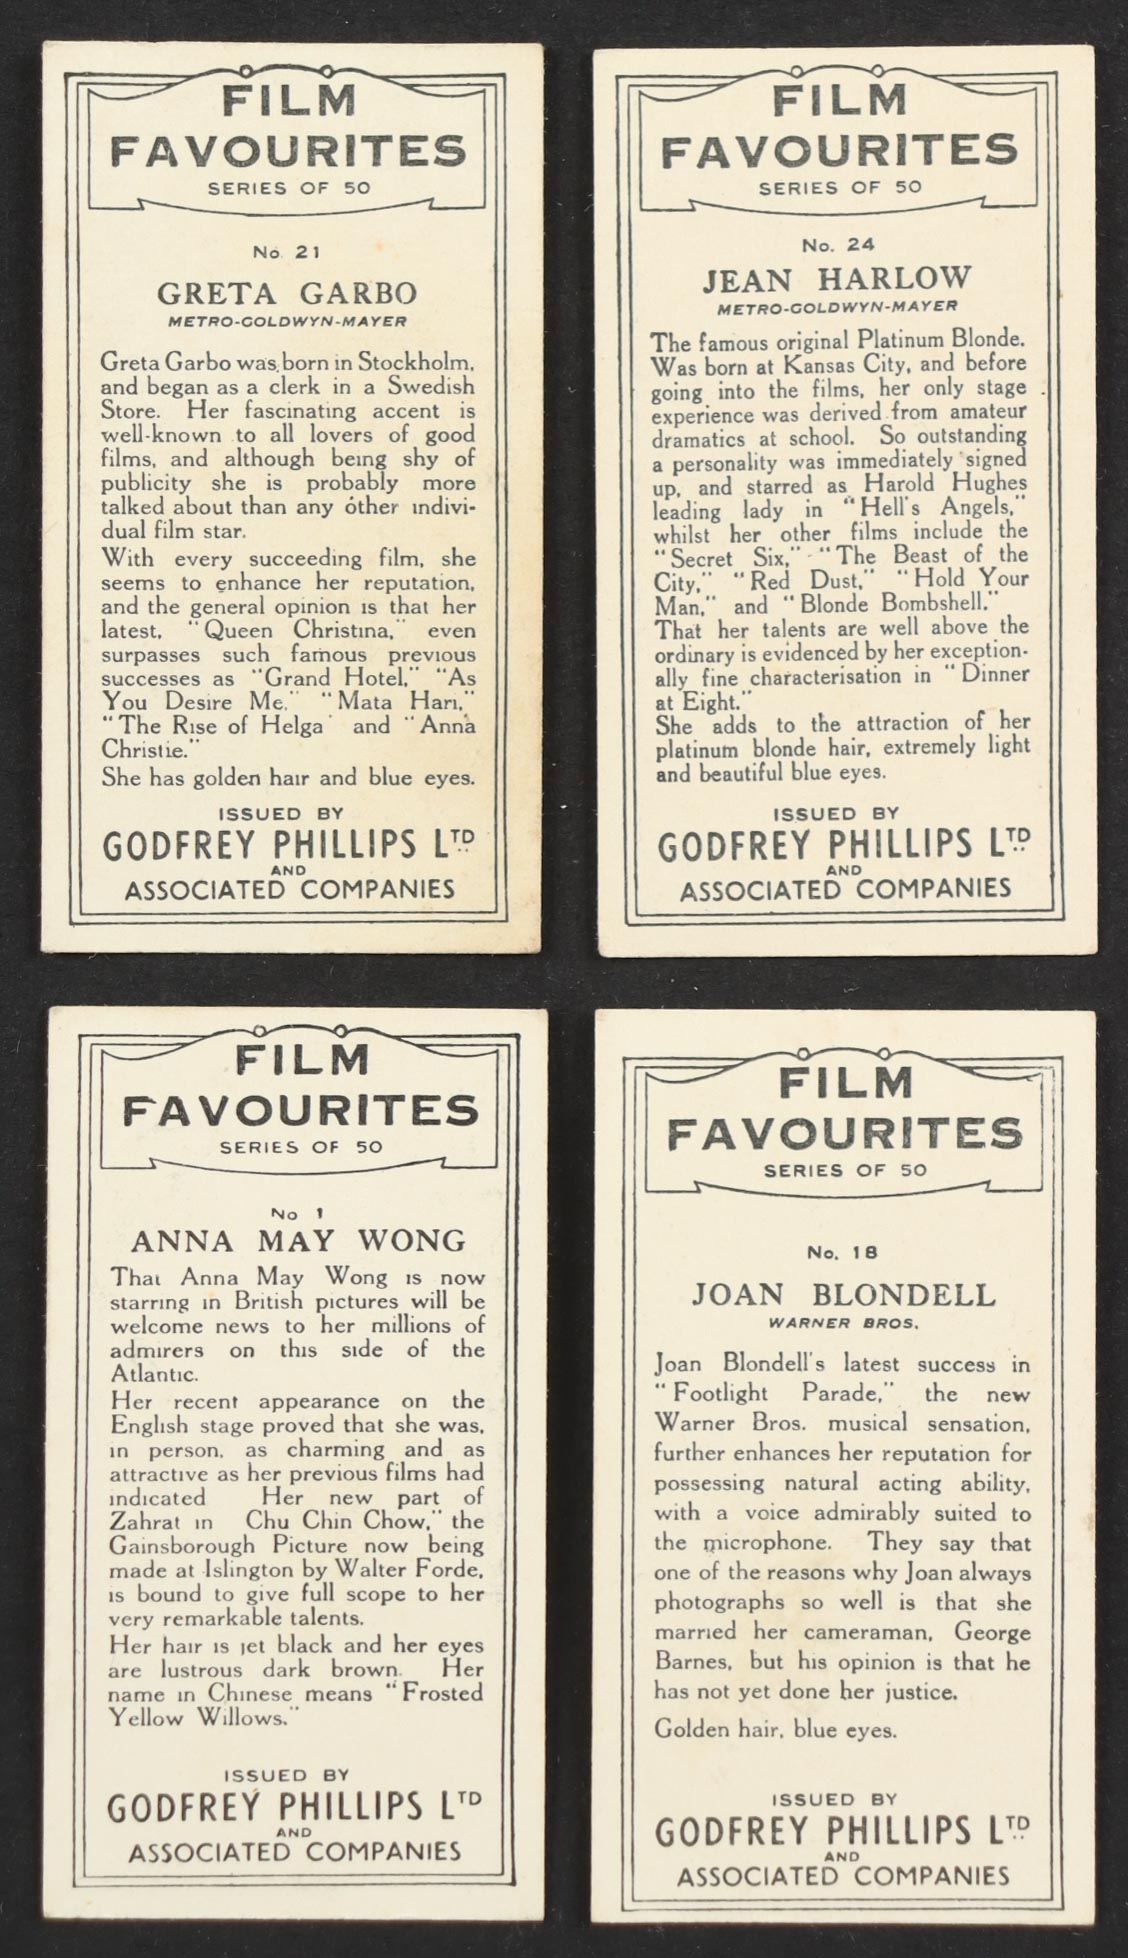 FILM
FAVOURITES
SERIES OF 50
No. 21
GRETA GARBO
METRO-GOLDWYN-MAYER
Greta Garbo was born in Stockholm,
and began as a clerk in a Swedish
Store. Her fascinating accent is
well-known to all lovers of good
films, and although being shy of
publicity she is probably more
talked about than any other indivi-
dual film star.
With every succeeding film, she
seems to enhance her reputation,
and the general opinion is that her
latest, "Queen Christina," even
surpasses such famous previous
successes as "Grand Hotel," "As
You Desire Me," "Mata Hari,"
"The Rise of Helga" and "Anna
Christie."
She has golden hair and blue eyes.
ISSUED BY
GODFREY PHILLIPS LTD
AND
ASSOCIATED COMPANIES
FILM
FAVOURITES
SERIES OF 50
No. 24
JEAN HARLOW
METRO-GOLDWYN-MAYER
The famous original Platinum Blonde.
Was born at Kansas City, and before
going into the films, her only stage
experience was derived from amateur
dramatics at school. So outstanding
a personality was immediately signed
up, and starred as Harold Hughes
leading lady in "Hell's Angels,"
whilst her other films include the
"Secret Six," "The Beast of the
City," "Red Dust," "Hold Your
Man," and "Blonde Bombshell."
That her talents are well above the
ordinary is evidenced by her exception-
ally fine characterisation in "Dinner
at Eight."
She adds to the attraction of her
platinum blonde hair, extremely light
and beautiful blue eyes.
ISSUED BY
GODFREY PHILLIPS LTD
AND
ASSOCIATED COMPANIES
FILM
FAVOURITES
SERIES OF 50
No 1
ANNA MAY WONG
That Anna May Wong is now
starring in British pictures will be
welcome news to her millions of
admirers on this side of the
Atlantic.
Her recent appearance on the
English stage proved that she was,
in person, as charming and as
attractive as her previous films had
indicated Her new part of
Zahrat in Chu Chin Chow," the
Gainsborough Picture now being
made at Islington by Walter Forde,
is bound to give full scope to her
very remarkable talents.
Her hair is jet black and her eyes
are lustrous dark brown. Her
name in Chinese means "Frosted
Yellow Willows."
ISSUED BY
GODFREY PHILLIPS LTD
AND
ASSOCIATED COMPANIES
FILM
FAVOURITES
SERIES OF 50
No. 18
JOAN BLONDELL
WARNER BROS.
Joan Blondell's latest success in
"Footlight Parade," the new
Warner Bros. musical sensation,
further enhances her reputation for
possessing natural acting ability,
with a voice admirably suited to
the microphone. They say that
one of the reasons why Joan always
photographs so well is that she
married her cameraman, George
Barnes, but his opinion is that he
has not yet done her justice.
Golden hair, blue eyes.
ISSUED BY
GODFREY PHILLIPS LTD
AND
ASSOCIATED COMPANIES